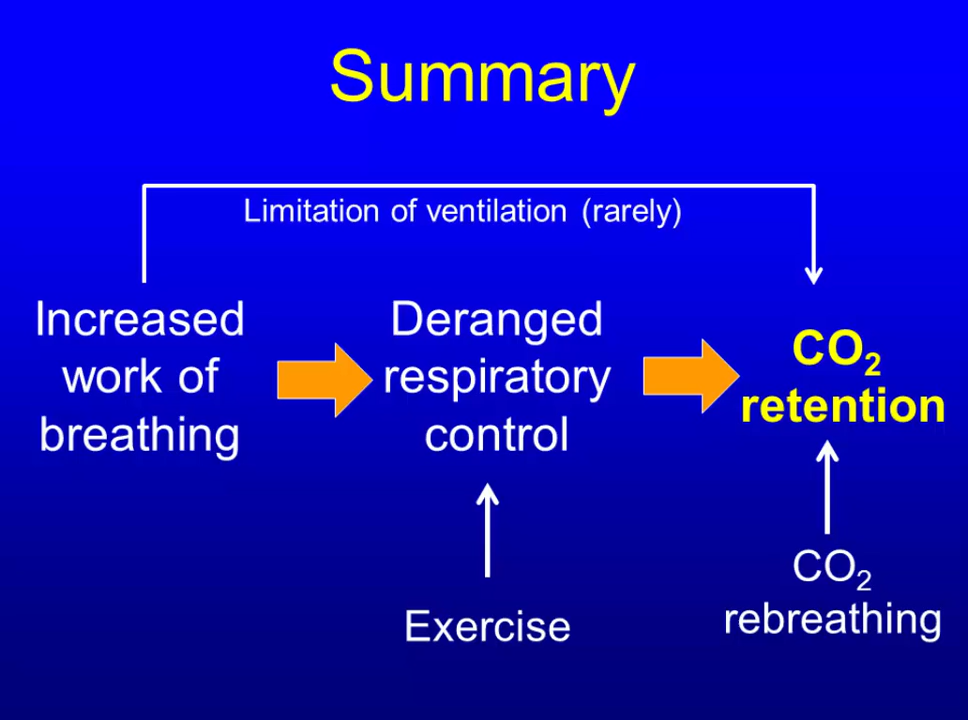 Summary
Limitation of ventilation (rarely)
Increased
work of
breathing
Deranged
respiratory
control
CO₂
retention
Exercise
CO₂
rebreathing